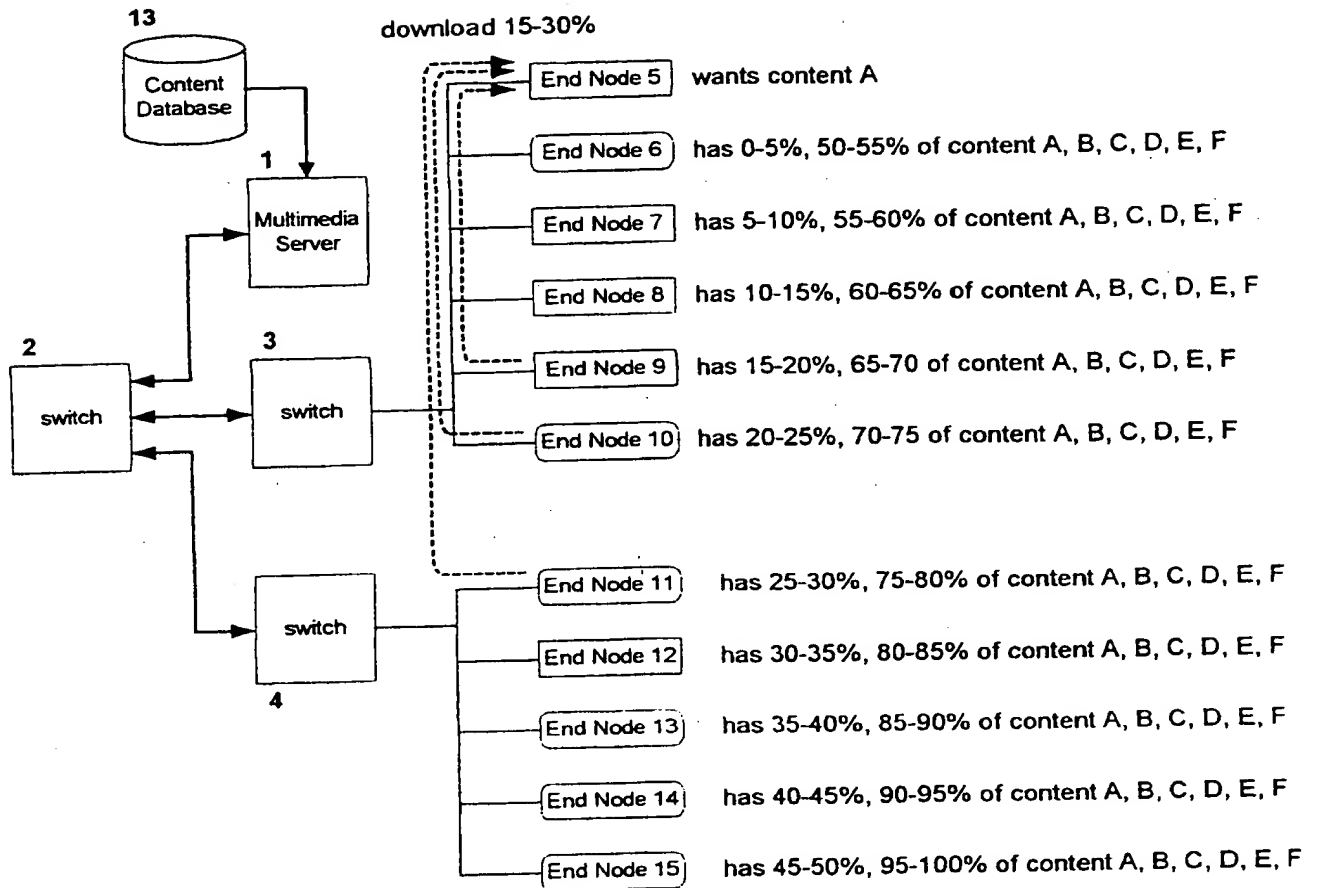 13
download 15-30%
Content
Database
End Node 5 wants content A
End Node 6 has 0-5%, 50-55% of content A, B, C, D, E, F
1
Multimedia
Server
End Node 7 has 5-10%, 55-60% of content A, B, C, D, E, F
End Node 8 has 10-15%, 60-65% of content A, B, C, D, E, F
2
3
End Node 9 has 15-20%, 65-70 of content A, B, C, D, E, F
switch
switch
End Node 10 has 20-25%, 70-75 of content A, B, C, D, E, F
End Node 11 has 25-30%, 75-80% of content A, B, C, D, E, F
switch
End Node 12 has 30-35%, 80-85% of content A, B, C, D, E, F
4
End Node 13 has 35-40%, 85-90% of content A, B, C, D, E, F
End Node 14 has 40-45%, 90-95% of content A, B, C, D, E, F
End Node 15 has 45-50%, 95-100% of content A, B, C, D, E, F